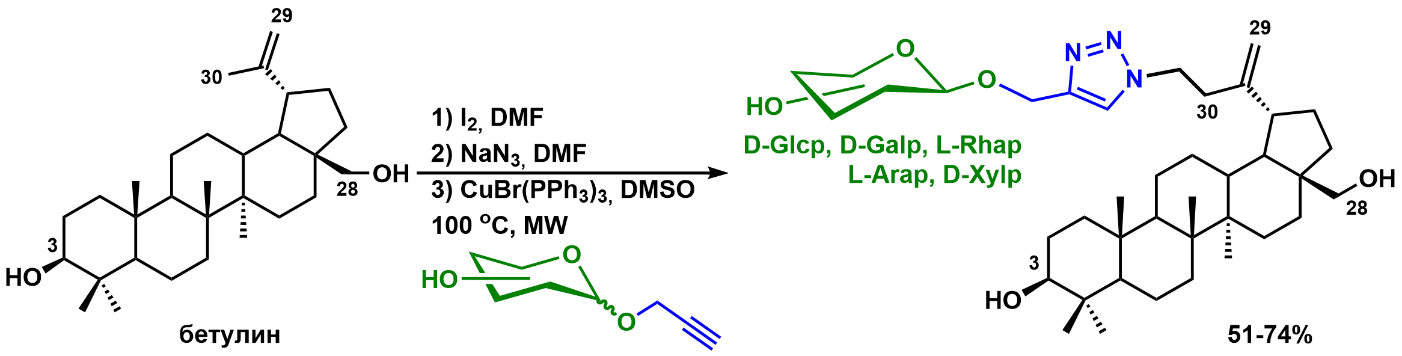 29
30
OH
28
3
HO
бетулин
1) I2, DMF
2) NaN3, DMF
3) CuBr(PPh3)3, DMSO
100 °C, MW
HO
O
O
O
HO
O
N
N
N
29
30
D-Glcp, D-Galp, L-Rhap
L-Arap, D-Xylp
OH
28
3
HO
51-74%